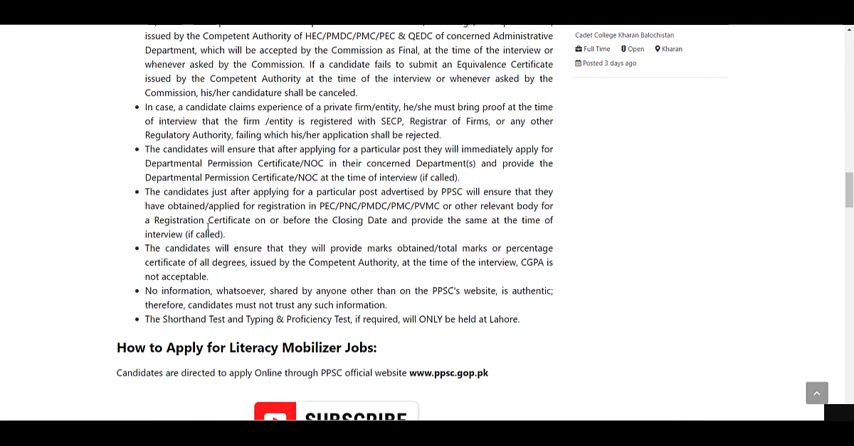 issued by the Competent Authority of HEC/PMDC/PMC/PEC & QEDC of concerned Administrative
Department, which will be accepted by the Commission as Final, at the time of the interview or
whenever asked by the Commission. If a candidate fails to submit an Equivalence Certificate
issued by the Competent Authority at the time of the interview or whenever asked by the
Commission, his/her candidature shall be canceled.
• In case, a candidate claims experience of a private firm/entity, he/she must bring proof at the time
of interview that the firm /entity is registered with SECP, Registrar of Firms, or any other
Regulatory Authority, failing which his/her application shall be rejected.
• The candidates will ensure that after applying for a particular post they will immediately apply for
Departmental Permission Certificate/NOC in their concerned Department(s) and provide the
Departmental Permission Certificate/NOC at the time of interview (if called).
• The candidates just after applying for a particular post advertised by PPSC will ensure that they
have obtained/applied for registration in PEC/PNC/PMDC/PMC/PVMC or other relevant body for
a Registration Certificate on or before the Closing Date and provide the same at the time of
interview (if called).
• The candidates will ensure that they will provide marks obtained/total marks or percentage
certificate of all degrees, issued by the Competent Authority, at the time of the interview, CGPA is
not acceptable.
• No information, whatsoever, shared by anyone other than on the PPSC's website, is authentic;
therefore, candidates must not trust any such information.
• The Shorthand Test and Typing & Proficiency Test, if required, will ONLY be held at Lahore.
How to Apply for Literacy Mobilizer Jobs:
Candidates are directed to apply Online through PPSC official website www.ppsc.gop.pk
SUBSCRIBE
Cadet College Kharan Balochistan
Full Time Open Kharan
Posted 3 days ago